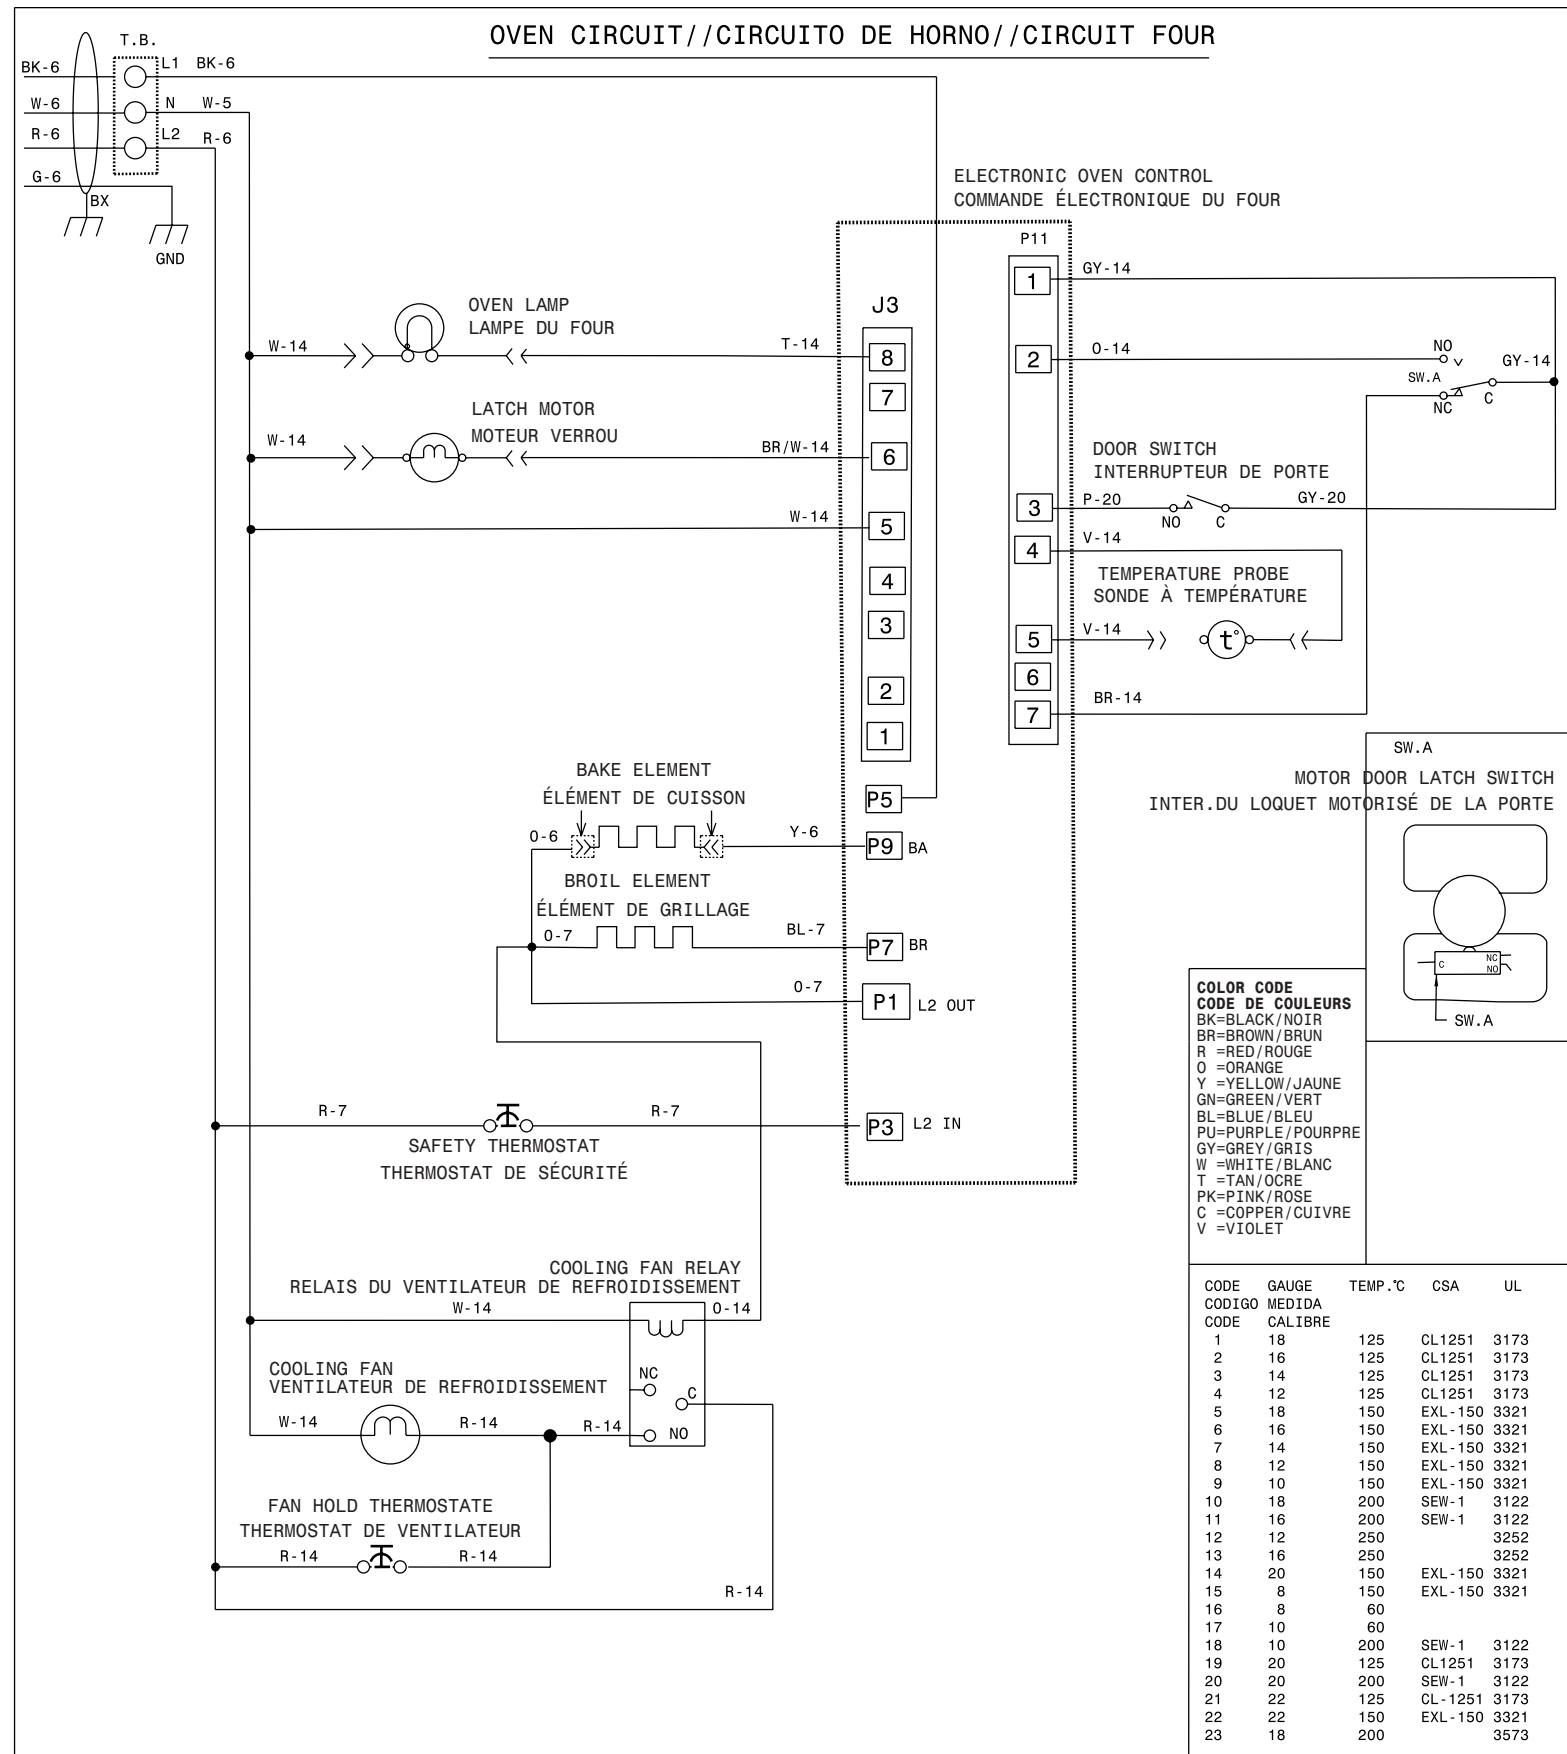 OVEN CIRCUIT//CIRCUITO DE HORNO//CIRCUIT FOUR
T.B.
BK-6
L1
BK-6
W-6
N
W-5
R-6
L2
R-6
G-6
BX
GND
ELECTRONIC OVEN CONTROL
COMMANDE ÉLECTRONIQUE DU FOUR
P11
1
GY-14
J3
OVEN LAMP
LAMPE DU FOUR
W-14
T-14
8
2
O-14
NO
GY-14
SW.A
C
NC
7
LATCH MOTOR
MOTEUR VERROU
W-14
BR/W-14
6
DOOR SWITCH
INTERRUPTEUR DE PORTE
3
P-20
NO
C
GY-20
W-14
5
4
V-14
4
TEMPERATURE PROBE
SONDE À TEMPÉRATURE
3
5
V-14
t°
6
2
BR-14
7
1
SW.A
MOTOR DOOR LATCH SWITCH
INTER.DU LOQUET MOTORISÉ DE LA PORTE
BAKE ELEMENT
ÉLÉMENT DE CUISSON
P5
O-6
Y-6
P9
BA
BROIL ELEMENT
ÉLÉMENT DE GRILLAGE
O-7
BL-7
P7
BR
O-7
P1
L2 OUT
C
NC
NO
SW.A
R-7
R-7
P3
L2 IN
SAFETY THERMOSTAT
THERMOSTAT DE SÉCURITÉ
COLOR CODE
CODE DE COULEURS
BK=BLACK/NOIR
BR=BROWN/BRUN
R =RED/ROUGE
O =ORANGE
Y =YELLOW/JAUNE
GN=GREEN/VERT
BL=BLUE/BLEU
PU=PURPLE/POURPRE
GY=GREY/GRIS
W =WHITE/BLANC
T =TAN/OCRE
PK=PINK/ROSE
C =COPPER/CUIVRE
V =VIOLET
COOLING FAN RELAY
RELAIS DU VENTILATEUR DE REFROIDISSEMENT
W-14
O-14
NC
C
NO
COOLING FAN
VENTILATEUR DE REFROIDISSEMENT
W-14
R-14
R-14
FAN HOLD THERMOSTATE
THERMOSTAT DE VENTILATEUR
R-14
R-14
R-14
CODE GAUGE TEMP.°C CSA UL
CODIGO MEDIDA
CODE CALIBRE
1 18 125 CL1251 3173
2 16 125 CL1251 3173
3 14 125 CL1251 3173
4 12 125 CL1251 3173
5 18 150 EXL-150 3321
6 16 150 EXL-150 3321
7 14 150 EXL-150 3321
8 12 150 EXL-150 3321
9 10 150 EXL-150 3321
10 18 200 SEW-1 3122
11 16 200 SEW-1 3122
12 12 250 3252
13 16 250 3252
14 20 150 EXL-150 3321
15 8 150 EXL-150 3321
16 8 60
17 10 60
18 10 200 SEW-1 3122
19 20 125 CL1251 3173
20 20 200 SEW-1 3122
21 22 125 CL-1251 3173
22 22 150 EXL-150 3321
23 18 200 3573